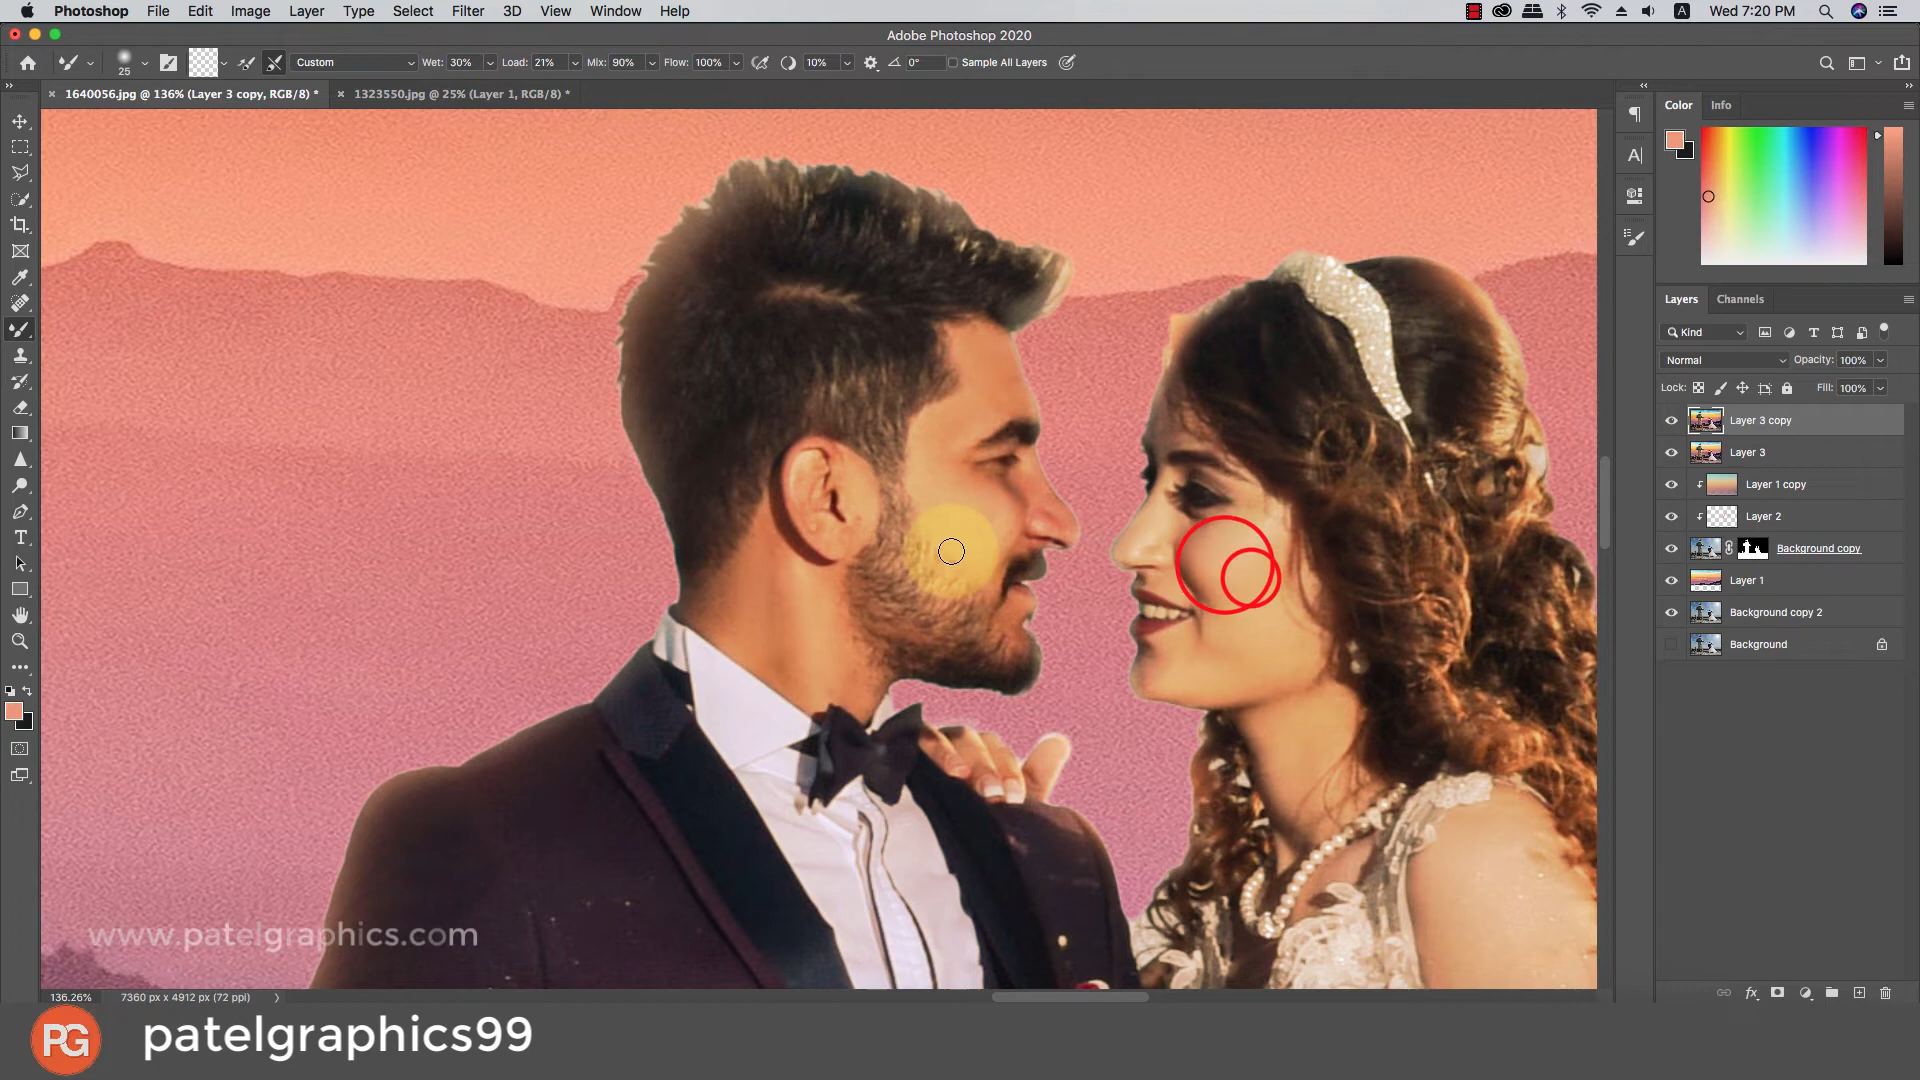 Photoshop File Edit Image Layer Type Select Filter 3D View Window Help
A Wed 7:20 PM
Adobe Photoshop 2020
25 Custom Wet: 30% Load: 21% Mix: 90% Flow: 100% 10% 0° Sample All Layers
1640056.jpg @ 136% (Layer 3 copy, RGB/8) *
1323550.jpg @ 25% (Layer 1, RGB/8) *
Color Info
Layers Channels
Kind
Normal Opacity: 100%
Lock: Fill: 100%
Layer 3 copy
Layer 3
Layer 1 copy
Layer 2
Background copy
Layer 1
Background copy 2
Background
www.patelgraphics.com
136.26% 7360 px x 4912 px (72 ppi)
PG patelgraphics99